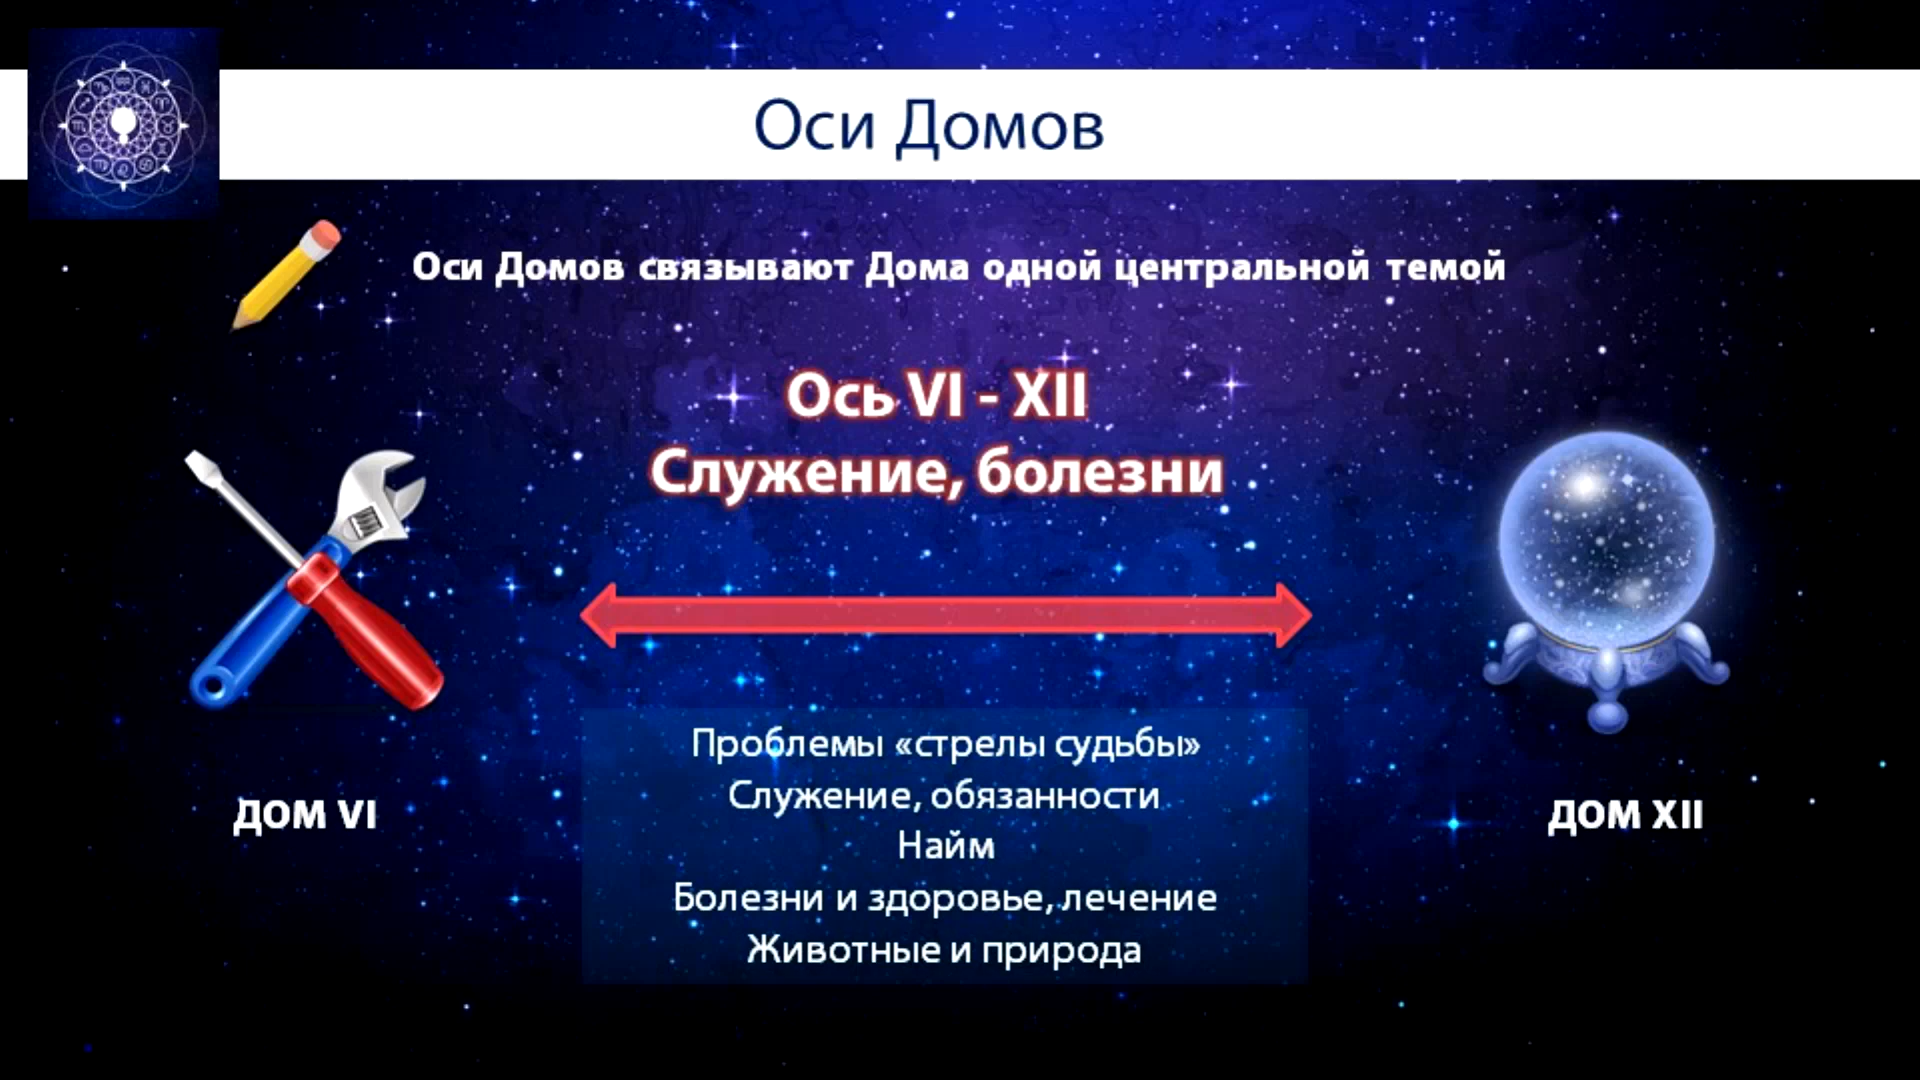 Оси Домов
Оси Домов связывают Дома одной центральной темой
Ось VI - XII
Служение, болезни
Проблемы «стрелы судьбы»
Служение, обязанности
Найм
Болезни и здоровье, лечение
Животные и природа
ДОМ VI
ДОМ XII